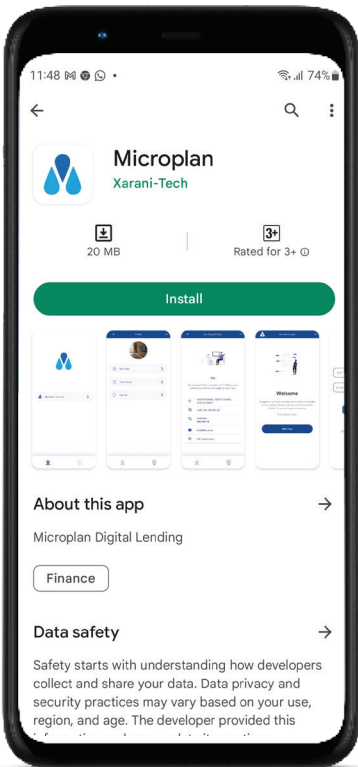 11:48
74%
Microplan
Xarani-Tech
20 MB
3+
Rated for 3+
Install
Welcome
About this app
Microplan Digital Lending
Finance
Data safety
Safety starts with understanding how developers
collect and share your data. Data privacy and
security practices may vary based on your use,
region, and age. The developer provided this